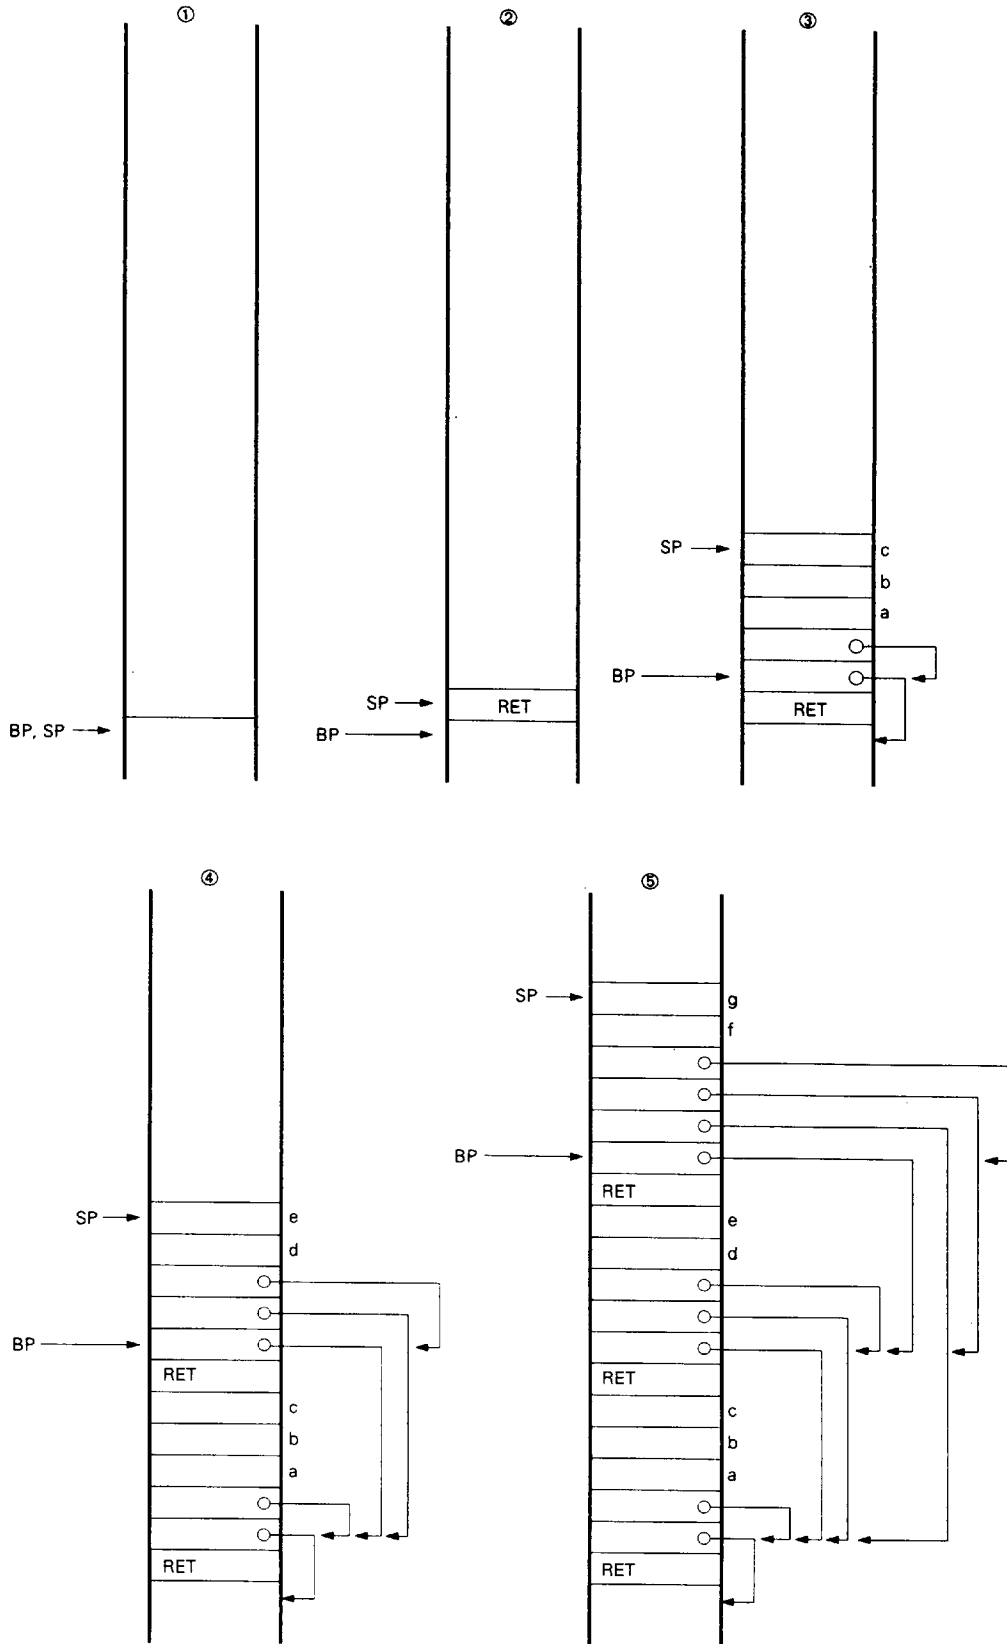 ① ② ③
SP c
b
a
BP
RET
SP RET
BP
BP, SP
④ ⑤
SP g
f
BP
RET
SP e
d
BP
RET
c
b
a
RET
e
d
RET
c
b
a
RET